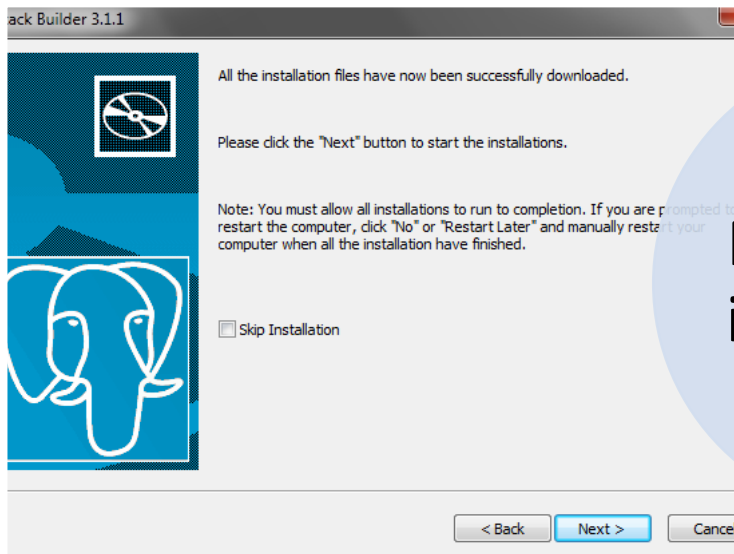 ack Builder 3.1.1
All the installation files have now been successfully downloaded.
Please click the "Next" button to start the installations.
Note: You must allow all installations to run to completion. If you are prompted to
restart the computer, click "No" or "Restart Later" and manually restart your
computer when all the installation have finished.
Skip Installation
< Back
Next >
Cance